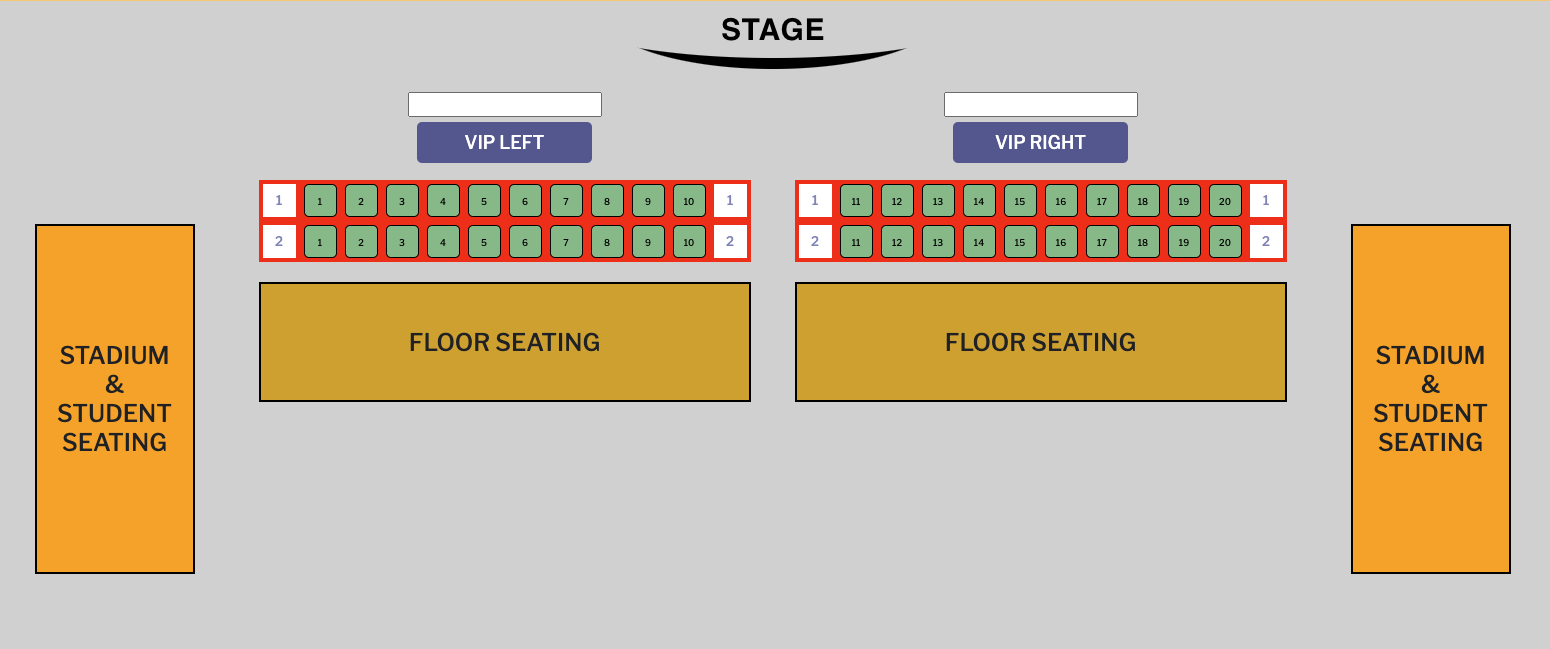 STAGE
VIP LEFT
VIP RIGHT
1 1 2 3 4 5 6 7 8 9 10 1
2 1 2 3 4 5 6 7 8 9 10 2
1 11 12 13 14 15 16 17 18 19 20 1
2 11 12 13 14 15 16 17 18 19 20 2
STADIUM
&
STUDENT
SEATING
FLOOR SEATING
FLOOR SEATING
STADIUM
&
STUDENT
SEATING